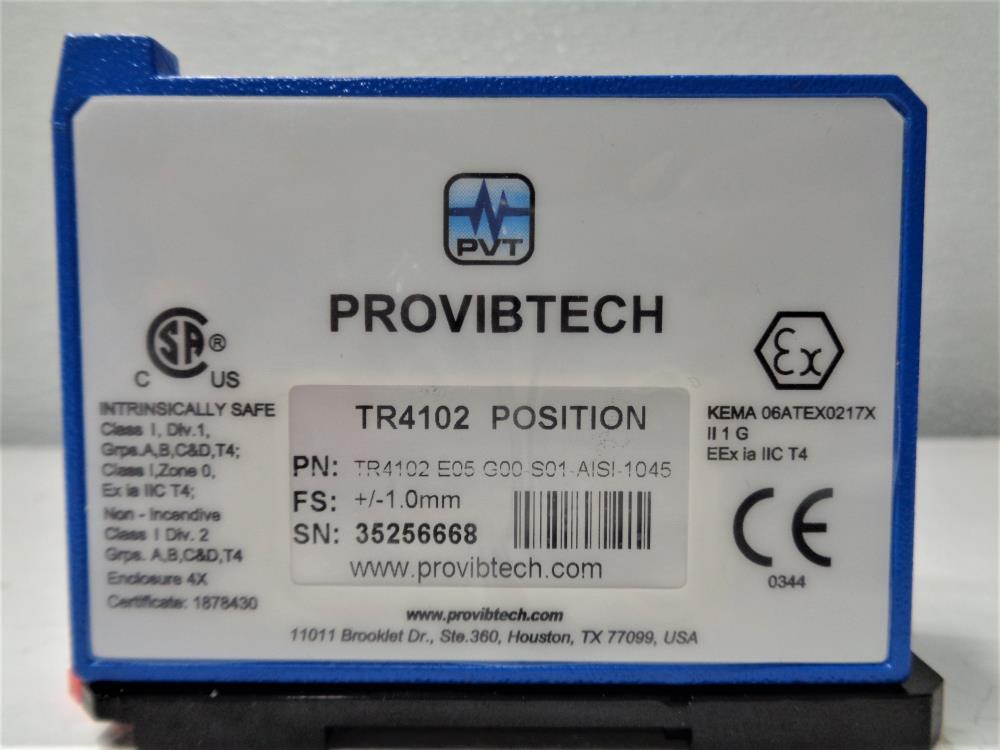 PVT
PROVIBTECH
SA ®
C US
INTRINSICALLY SAFE
Class I, Div.1,
Grps.A,B,C&D,T4;
Class I,Zone 0,
Ex ia IIC T4;
Non - Incendive
Class I Div. 2
Grps. A,B,C&D,T4
Enclosure 4X
Certificate: 1878430
TR4102 POSITION
PN: TR4102-E05-G00-S01-AISI-1045
FS: +/-1.0mm
SN: 35256668
www.provibtech.com
Ex
KEMA 06ATEX0217X
II 1 G
EEx ia IIC T4
CE
0344
www.provibtech.com
11011 Brooklet Dr., Ste.360, Houston, TX 77099, USA